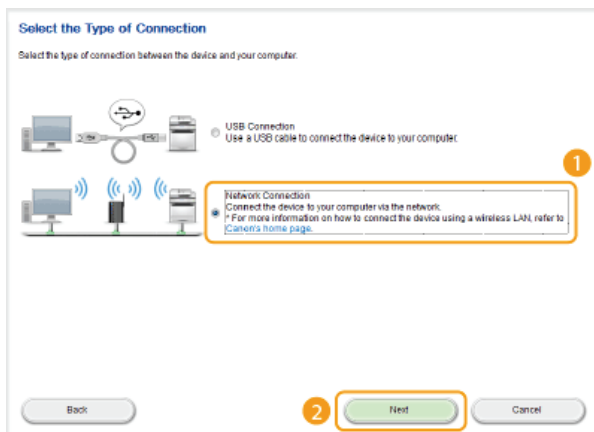 Select the Type of Connection
Select the type of connection between the device and your computer.
USB Connection
Use a USB cable to connect the device to your computer.
1
Network Connection
Connect the device to your computer via the network.
* For more information on how to connect the device using a wireless LAN, refer to
Canon's home page.
Back
2
Next
Cancel